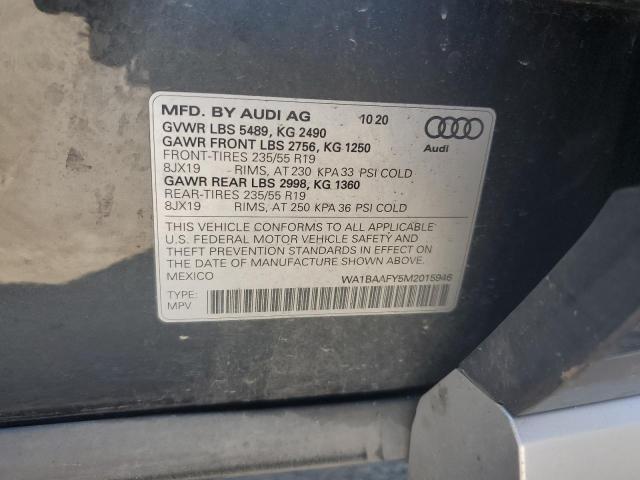 MFD. BY AUDI AG 10 20
GVWR LBS 5489, KG 2490
GAWR FRONT LBS 2756, KG 1250
FRONT-TIRES 235/55 R19
8JX19 RIMS, AT 230 KPA 33 PSI COLD
GAWR REAR LBS 2998, KG 1360
REAR-TIRES 235/55 R19
8JX19 RIMS, AT 250 KPA 36 PSI COLD
Audi
THIS VEHICLE CONFORMS TO ALL APPLICABLE
U.S. FEDERAL MOTOR VEHICLE SAFETY AND
THEFT PREVENTION STANDARDS IN EFFECT ON
THE DATE OF MANUFACTURE SHOWN ABOVE.
MEXICO WA1BAAFY5M2015946
TYPE:
MPV